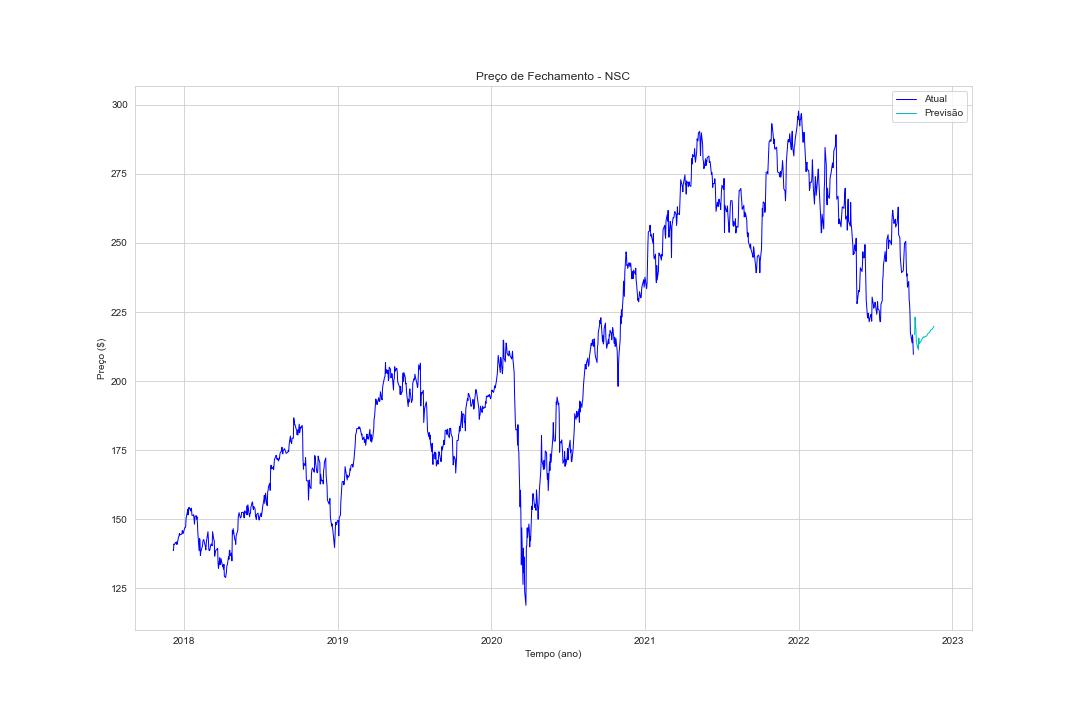 Preço de Fechamento - NSC
Atual
Previsão
300
275
250
225
200
175
150
125
Preço ($)
2018 2019 2020 2021 2022 2023
Tempo (ano)